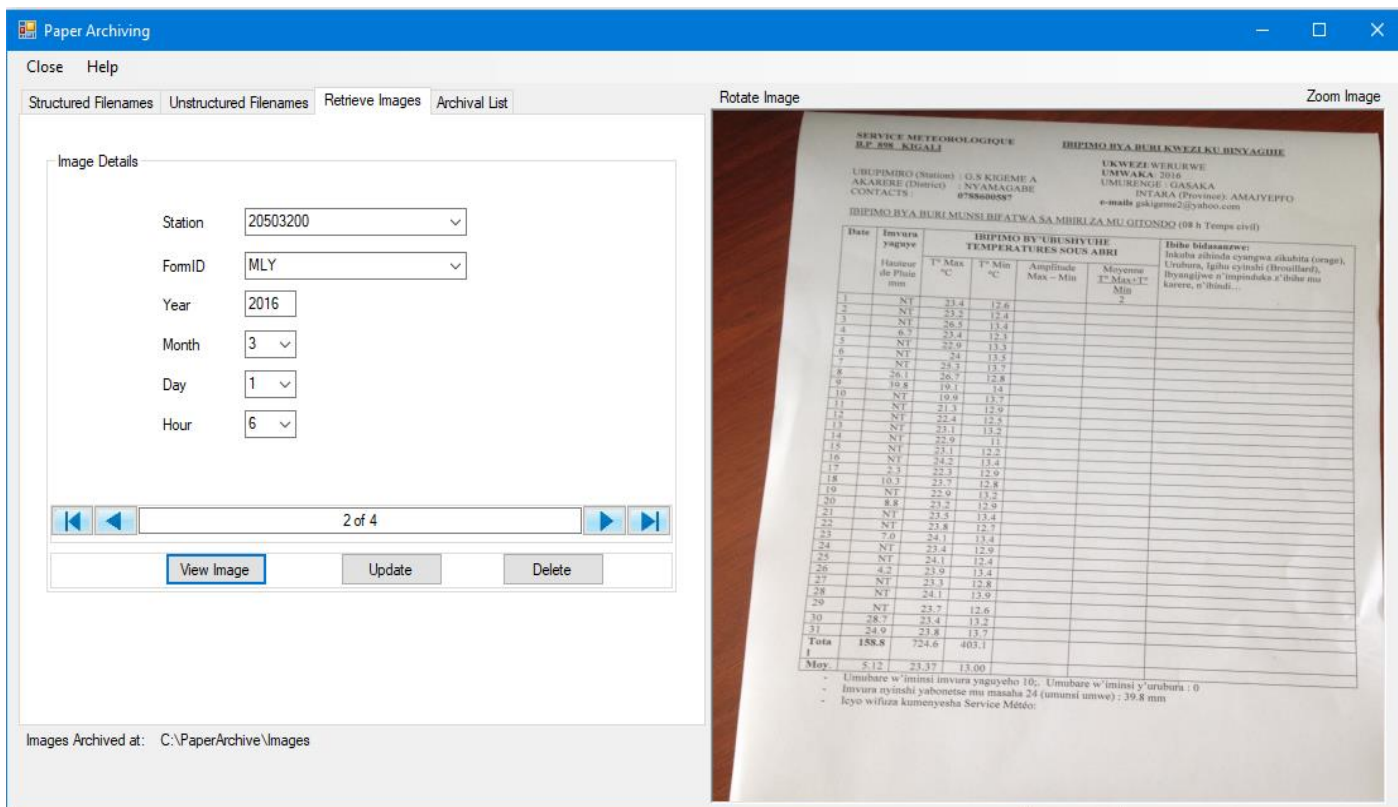 Paper Archiving
Close Help
Structured Filenames Unstructured Filenames Retrieve Images Archival List
Rotate Image Zoom Image
Image Details
Station 20503200
FormID MLY
Year 2016
Month 3
Day 1
Hour 6
2 of 4
View Image Update Delete
Images Archived at: C:\PaperArchive\Images
SERVICE METEOROLOGIQUE
B.P 898 KIGALI
IBIPIMO BYA BURI KWEZI KU BINYAGIHE
UBUPIMIRO (Station) : G.S KIGEME A
AKARERE (District) : NYAMAGABE
CONTACTS : 0788600587
UKWEZI: WERURWE
UMWAKA: 2016
UMURENGE : GASAKA
INTARA (Province): AMAJYEPFO
e-mails gskigeme2@yahoo.com
IBIPIMO BYA BURI MUNSI BIFATWA SA MBIRI ZA MU GITONDO (08 h Temps civil)
Date Imvura yaguye IBIPIMO BY'UBUSHYUHE Ibihe bidasanzwe:
TEMPERATURES SOUS ABRI
Inkuba zihinda cyangwa zikubita (orage),
Urubura, Igihu cyinshi (Brouillard),
Ibyangijwe n'impinduka z'ibihe mu
karere, n'ibindi...
Hauteur de Pluie mm T° Max °C T° Min °C Amplitude Max – Min Moyenne T° Max+T° Min 2
1 NT 23.4 12.6
2 NT 23.2 12.4
3 NT 26.5 13.4
4 6.7 23.4 12.3
5 NT 22.9 13.3
6 NT 24 13.5
7 NT 25.3 13.7
8 26.1 26.7 12.8
9 39.8 19.1 14
10 NT 19.9 13.7
11 NT 21.3 12.9
12 NT 22.4 12.5
13 NT 23.1 13.2
14 NT 22.9 11
15 NT 23.1 12.2
16 NT 24.2 13.4
17 2.3 22.3 12.9
18 10.3 23.7 12.8
19 NT 22.9 13.2
20 8.8 23.2 12.9
21 NT 23.5 13.4
22 NT 23.8 12.7
23 7.0 24.1 13.4
24 NT 23.4 12.9
25 NT 24.1 12.4
26 4.2 23.9 13.4
27 NT 23.3 12.8
28 NT 24.1 13.9
29 NT 23.7 12.6
30 28.7 23.4 13.2
31 24.9 23.8 13.7
Tota 158.8 724.6 403.1
l
Moy. 5.12 23.37 13.00
- Umubare w'iminsi imvura yaguyeho 10;. Umubare w'iminsi y'urubura : 0
- Imvura nyinshi yabonetse mu masaha 24 (umunsi umwe) : 39.8 mm
- Icyo wifuza kumenyesha Service Météo: